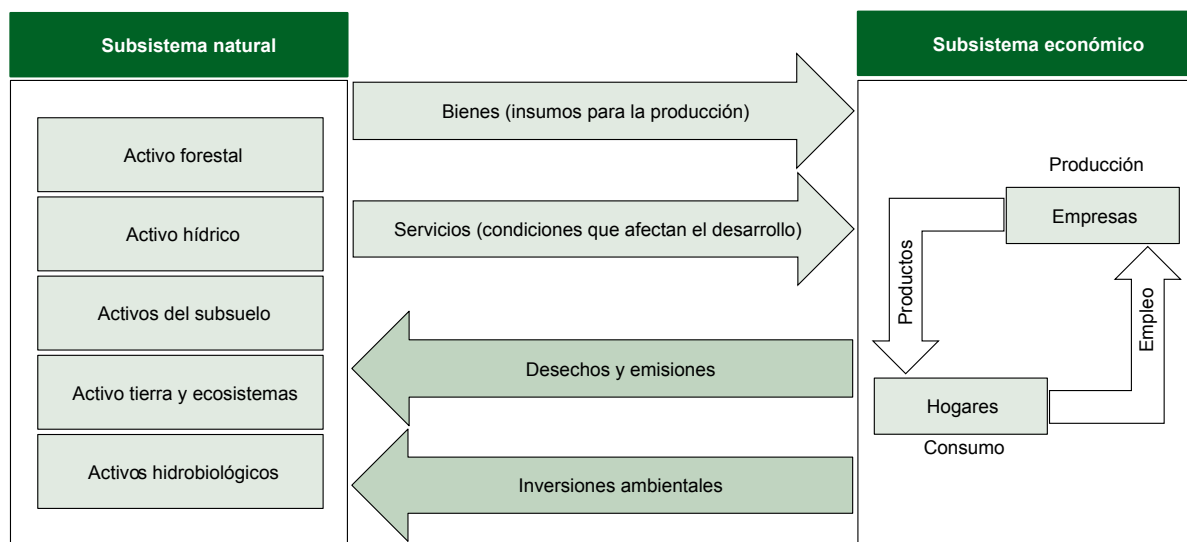 Subsistema natural
Activo forestal
Activo hídrico
Activos del subsuelo
Activo tierra y ecosistemas
Activos hidrobiológicos
Bienes (insumos para la producción)
Servicios (condiciones que afectan el desarrollo)
Desechos y emisiones
Inversiones ambientales
Subsistema económico
Producción
Empresas
Productos
Empleo
Hogares
Consumo